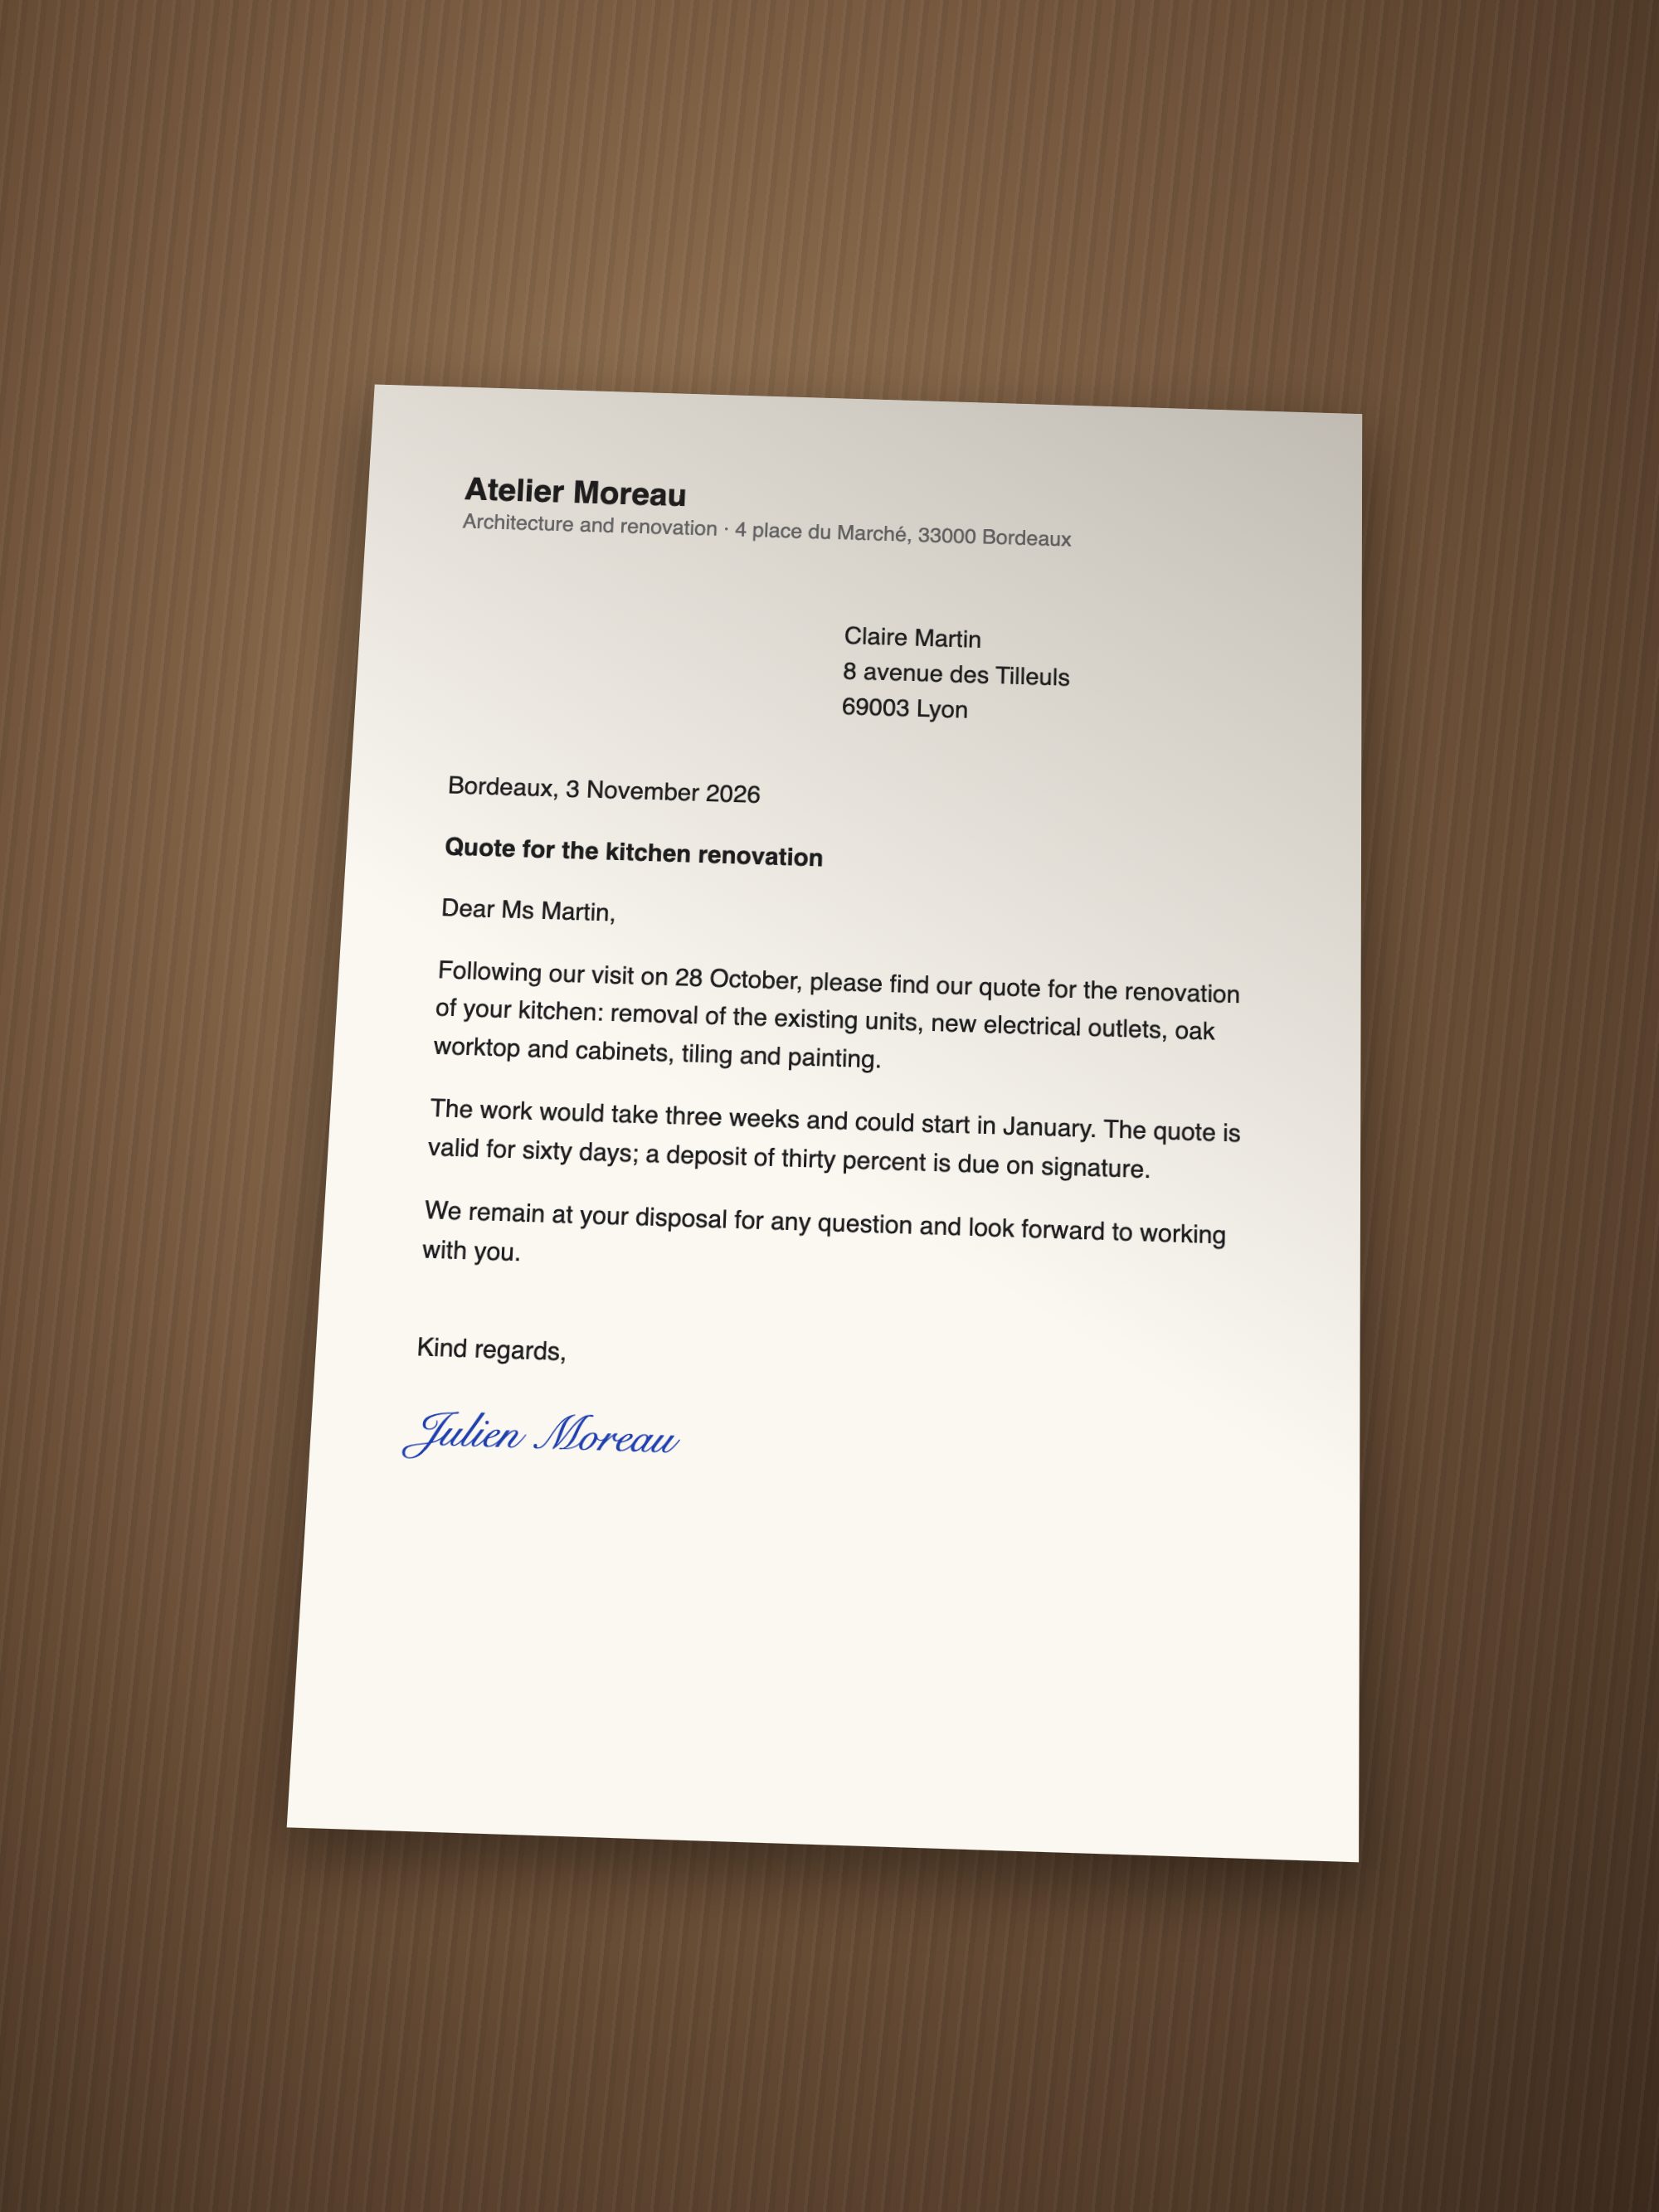 Atelier Moreau
Architecture and renovation · 4 place du Marché, 33000 Bordeaux
Claire Martin
8 avenue des Tilleuls
69003 Lyon
Bordeaux, 3 November 2026
Quote for the kitchen renovation
Dear Ms Martin,
Following our visit on 28 October, please find our quote for the renovation
of your kitchen: removal of the existing units, new electrical outlets, oak
worktop and cabinets, tiling and painting.
The work would take three weeks and could start in January. The quote is
valid for sixty days; a deposit of thirty percent is due on signature.
We remain at your disposal for any question and look forward to working
with you.
Kind regards,
Julien Moreau